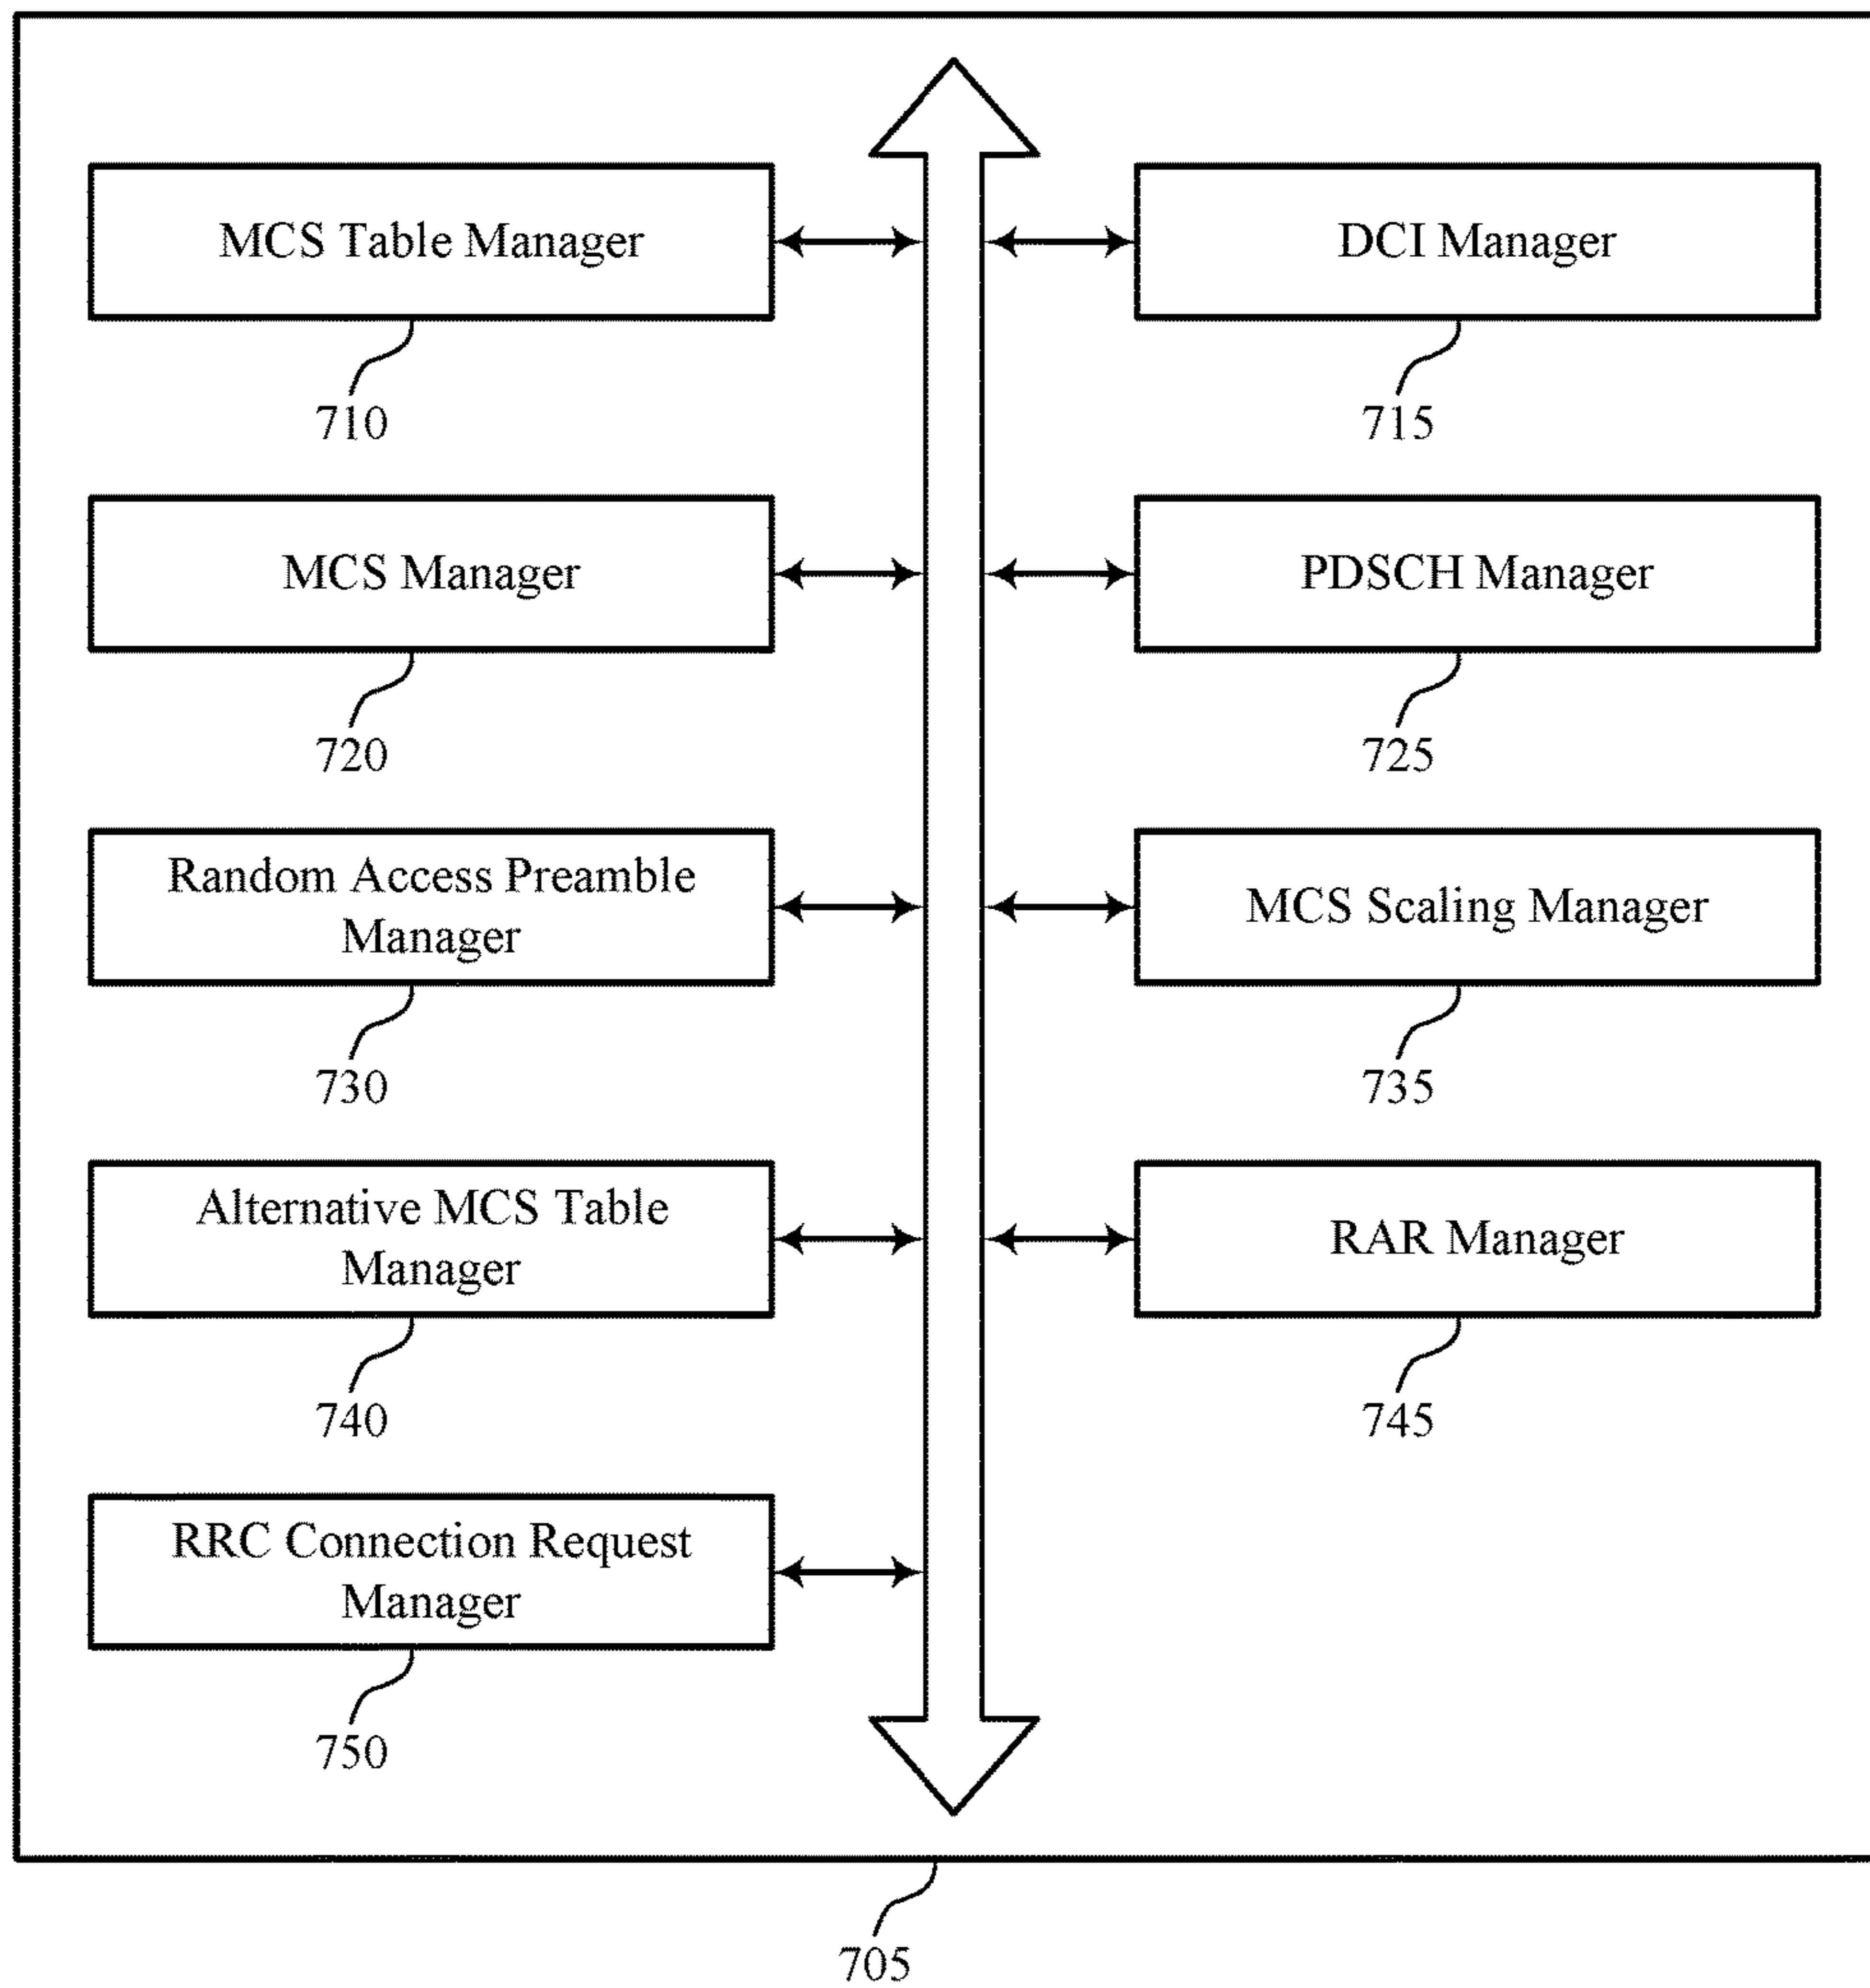 MCS Table Manager
DCI Manager
710
715
MCS Manager
PDSCH Manager
720
725
Random Access Preamble
Manager
MCS Scaling Manager
730
735
Alternative MCS Table
Manager
RAR Manager
740
745
RRC Connection Request
Manager
750
705